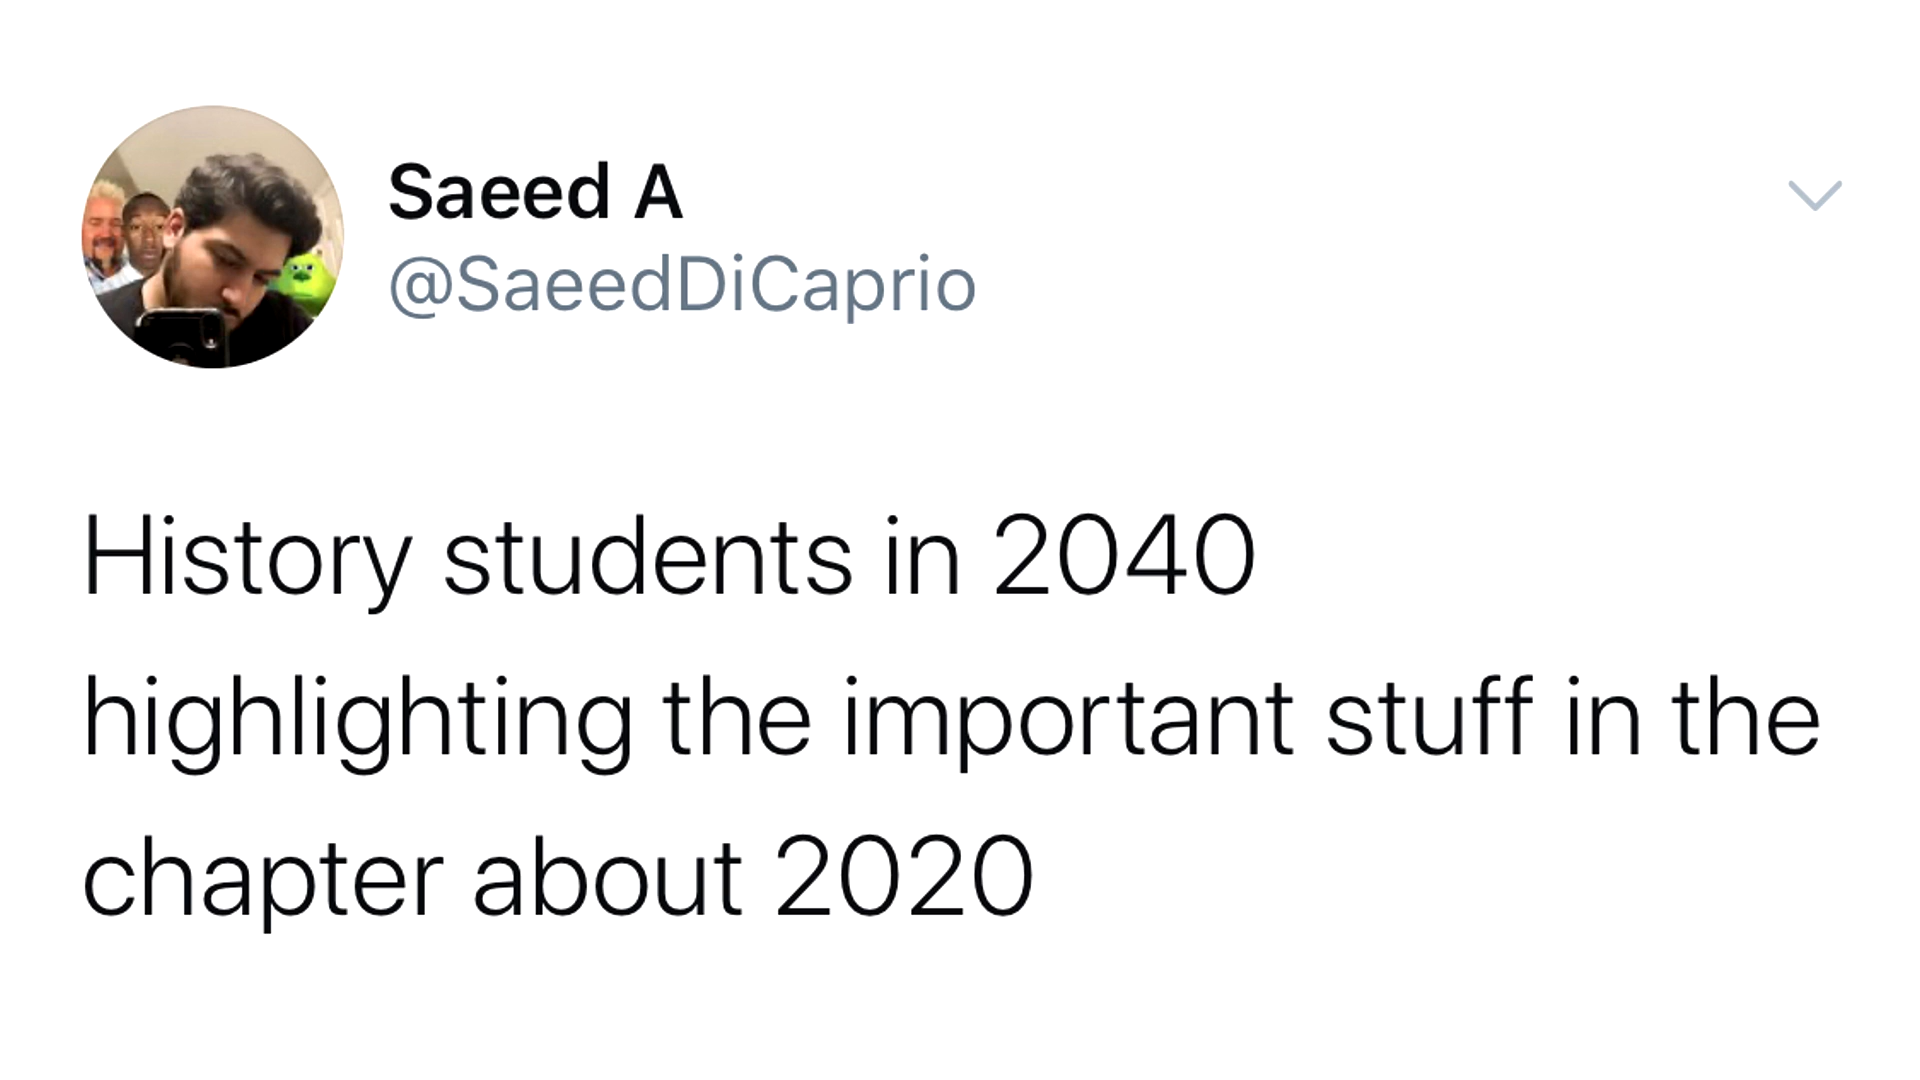 Saeed A
@SaeedDiCaprio
History students in 2040
highlighting the important stuff in the
chapter about 2020